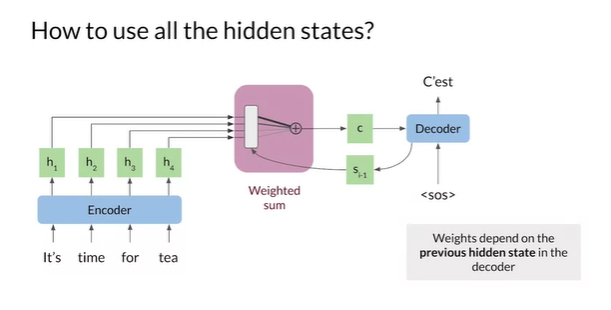 How to use all the hidden states?
C'est
h1 h2 h3 h4
c
Decoder
si-1
Encoder
Weighted
sum
<sos>
It's time for tea
Weights depend on the
previous hidden state in the
decoder